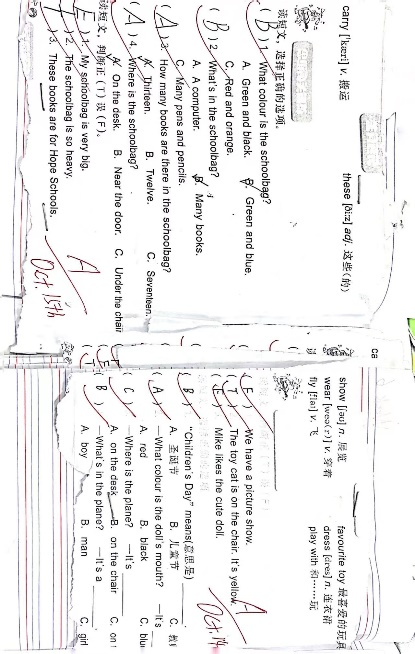 carry ['kæri] v. 搬运
these [ðiːz] adj. 这些(的)
读短文，选择正确的选项。
( B ) 1. What colour is the schoolbag?
A. Green and black. B. Green and blue.
C. Red and orange.
( B ) 2. What's in the schoolbag?
A. A computer. B. Many books.
C. Many pens and pencils.
( A ) 3. How many books are there in the schoolbag?
A. Thirteen. B. Twelve. C. Seventeen.
( A ) 4. Where is the schoolbag?
A. On the desk. B. Near the door. C. Under the chair
读短文，判断正（T）误（F）。
1. My schoolbag is very big.
2. The schoolbag is so heavy.
3. These books are for Hope Schools.
A
Oct. 15th
ca
show [ʃəu] n. 展览
favourite toy 最喜爱的玩具
wear [weə(r)] v. 穿着
dress [dres] n. 连衣裙
fly [flai] v. 飞
play with 和……玩
( F ) We have a picture show.
( T ) The toy cat is on the chair. It's yellow.
( F ) Mike likes the cute doll.
A
Oct. 14
( B ) "Children's Day" means(意思是)
A. 圣诞节 B. 儿童节 C. 教
( A ) —What colour is the doll's mouth? —It's
A. red B. black C. blu
( C ) —Where is the plane? —It's
A. on the desk B. on the chair C. on
( B ) —What's in the plane? —It's a
A. boy B. man C. girl